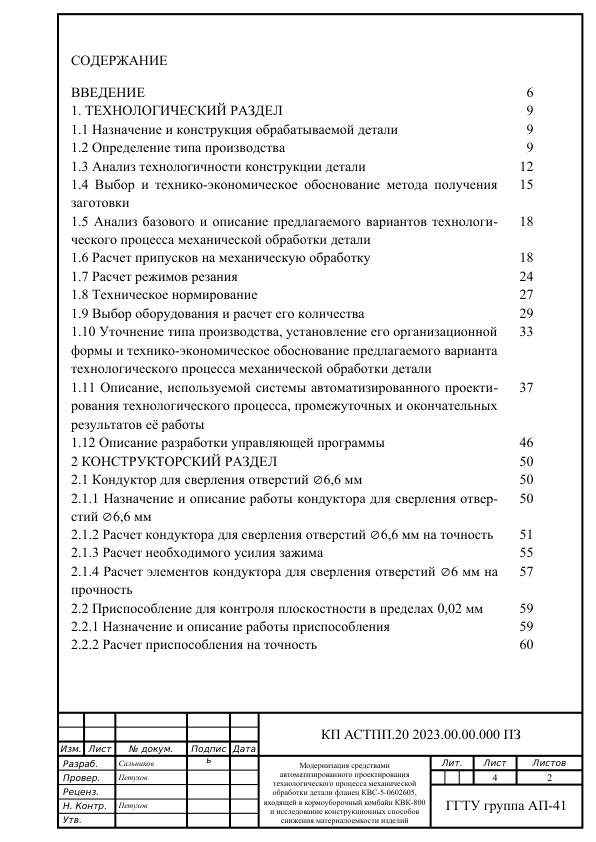 СОДЕРЖАНИЕ
ВВЕДЕНИЕ 6
1. ТЕХНОЛОГИЧЕСКИЙ РАЗДЕЛ 9
1.1 Назначение и конструкция обрабатываемой детали 9
1.2 Определение типа производства 9
1.3 Анализ технологичности конструкции детали 12
1.4 Выбор и технико-экономическое обоснование метода получения 15
заготовки
1.5 Анализ базового и описание предлагаемого вариантов технологи- 18
ческого процесса механической обработки детали
1.6 Расчет припусков на механическую обработку 18
1.7 Расчет режимов резания 24
1.8 Техническое нормирование 27
1.9 Выбор оборудования и расчет его количества 29
1.10 Уточнение типа производства, установление его организационной 33
формы и технико-экономическое обоснование предлагаемого варианта
технологического процесса механической обработки детали
1.11 Описание, используемой системы автоматизированного проекти- 37
рования технологического процесса, промежуточных и окончательных
результатов её работы
1.12 Описание разработки управляющей программы 46
2 КОНСТРУКТОРСКИЙ РАЗДЕЛ 50
2.1 Кондуктор для сверления отверстий ∅6,6 мм 50
2.1.1 Назначение и описание работы кондуктора для сверления отвер- 50
стий ∅6,6 мм
2.1.2 Расчет кондуктора для сверления отверстий ∅6,6 мм на точность 51
2.1.3 Расчет необходимого усилия зажима 55
2.1.4 Расчет элементов кондуктора для сверления отверстий ∅6 мм на 57
прочность
2.2 Приспособление для контроля плоскостности в пределах 0,02 мм 59
2.2.1 Назначение и описание работы приспособления 59
2.2.2 Расчет приспособления на точность 60
КП АСТПП.20 2023.00.00.000 ПЗ
Изм. Лист № докум. Подпис
ь Дата
Разраб. Сальников
Провер. Петухов
Реценз.
Н. Контр. Петухов
Утв.
Модернизация средствами
автоматизированного проектирования
технологического процесса механической
обработки детали фланец КВС-5-0602605,
входящей в кормоуборочный комбайн КВК-800
и исследование конструкционных способов
снижения материалоемкости изделий
Лит. Лист Листов
4 2
ГГТУ группа АП-41